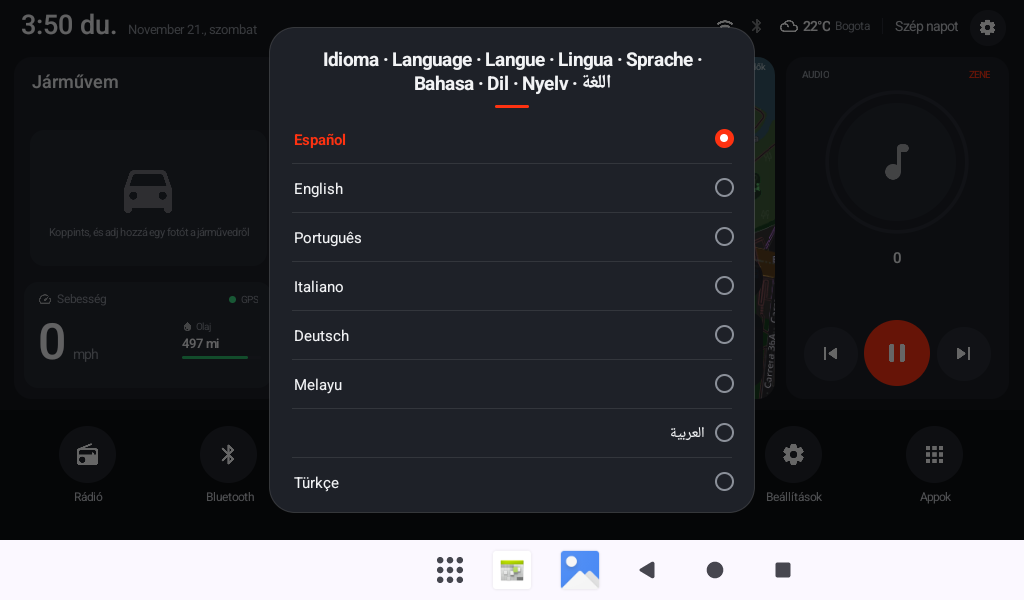 3:50 du.
November 21., szombat
22°C
Bogota
Szép napot
Járművem
Koppints, és adj hozzá egy fotót a járművedről
Sebesség
GPS
0
mph
Olaj
497 mi
Idioma · Language · Langue · Lingua · Sprache ·
Bahasa · Dil · Nyelv · اللغة
Español
English
Português
Italiano
Deutsch
Melayu
العربية
Türkçe
Carrera 36A
AUDIO
ZENE
0
Rádió
Bluetooth
Beállítások
Appok